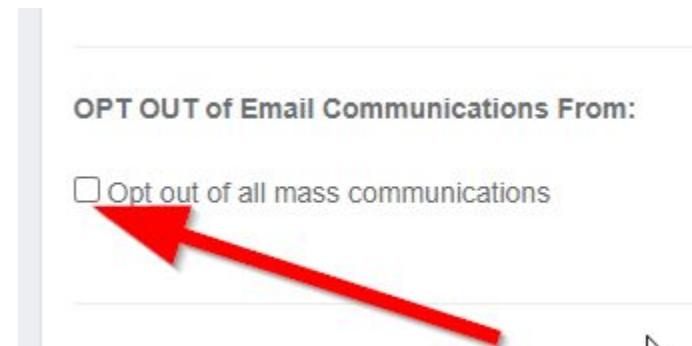 OPT OUT of Email Communications From:
Opt out of all mass communications